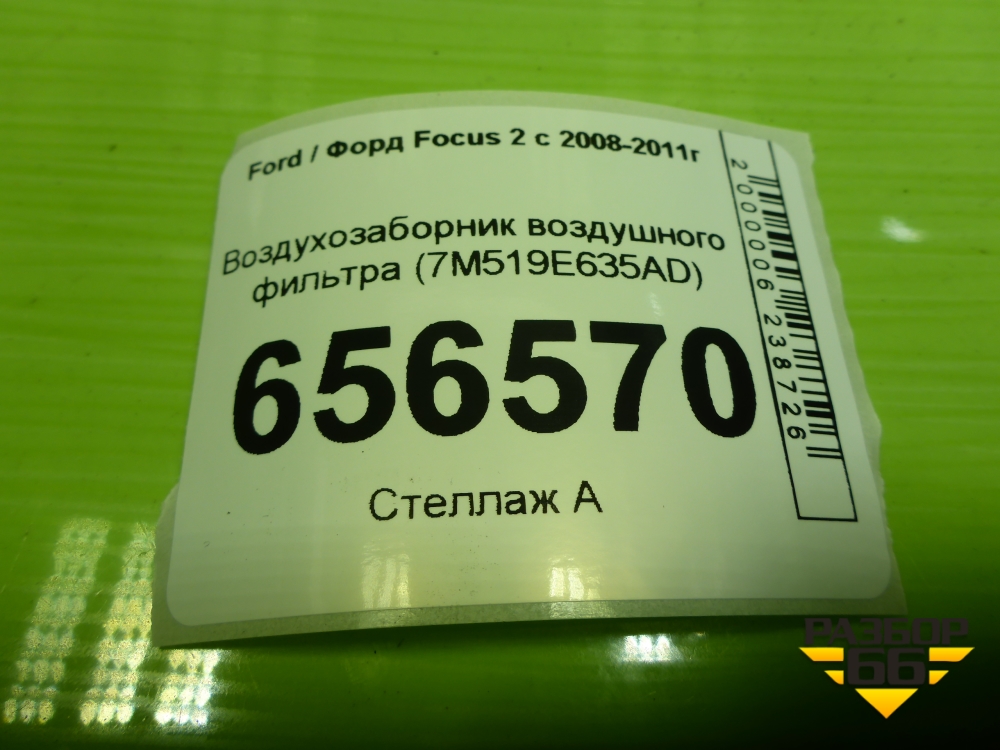 Ford / Форд Focus 2 с 2008-2011г
Воздухозаборник воздушного
фильтра (7M519E635AD)
656570
Стеллаж А
2000006238726
РАЗБОР
66